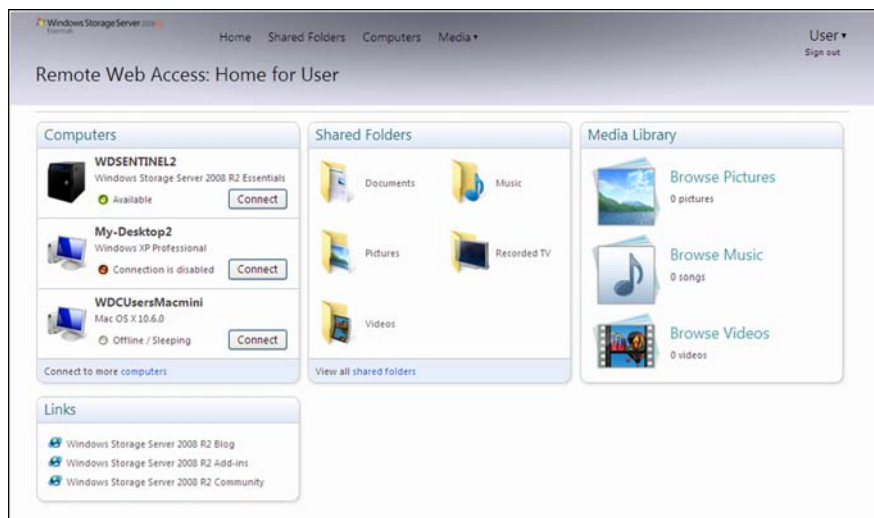 Windows Storage Server 2008 R2
Essentials
Home Shared Folders Computers Media
User
Sign out
Remote Web Access: Home for User
Computers
WDSENTINEL2
Windows Storage Server 2008 R2 Essentials
Available
Connect
My-Desktop2
Windows XP Professional
Connection is disabled
Connect
WDCUsersMacmini
Mac OS X 10.6.0
Offline / Sleeping
Connect
Connect to more computers
Shared Folders
Documents
Music
Pictures
Recorded TV
Videos
View all shared folders
Media Library
Browse Pictures
0 pictures
Browse Music
0 songs
Browse Videos
0 videos
Links
Windows Storage Server 2008 R2 Blog
Windows Storage Server 2008 R2 Add-ins
Windows Storage Server 2008 R2 Community